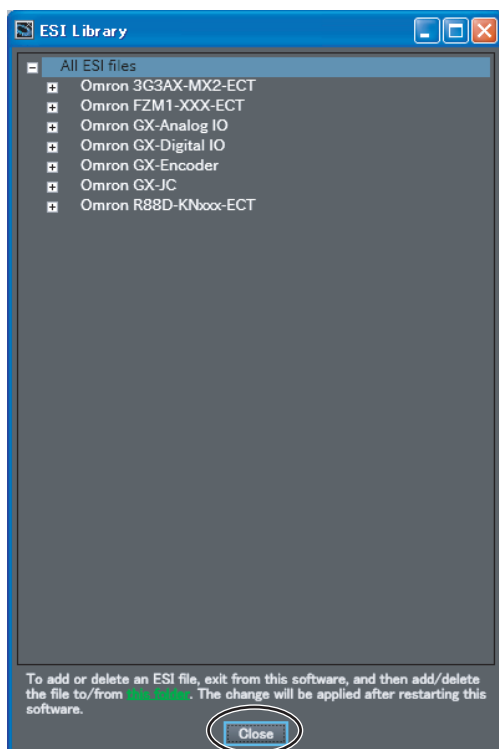 ESI Library
All ESI files
Omron 3G3AX-MX2-ECT
Omron FZM1-XXX-ECT
Omron GX-Analog IO
Omron GX-Digital IO
Omron GX-Encoder
Omron GX-JC
Omron R88D-KNxxx-ECT
To add or delete an ESI file, exit from this software, and then add/delete
the file to/from this folder. The change will be applied after restarting this
software.
Close